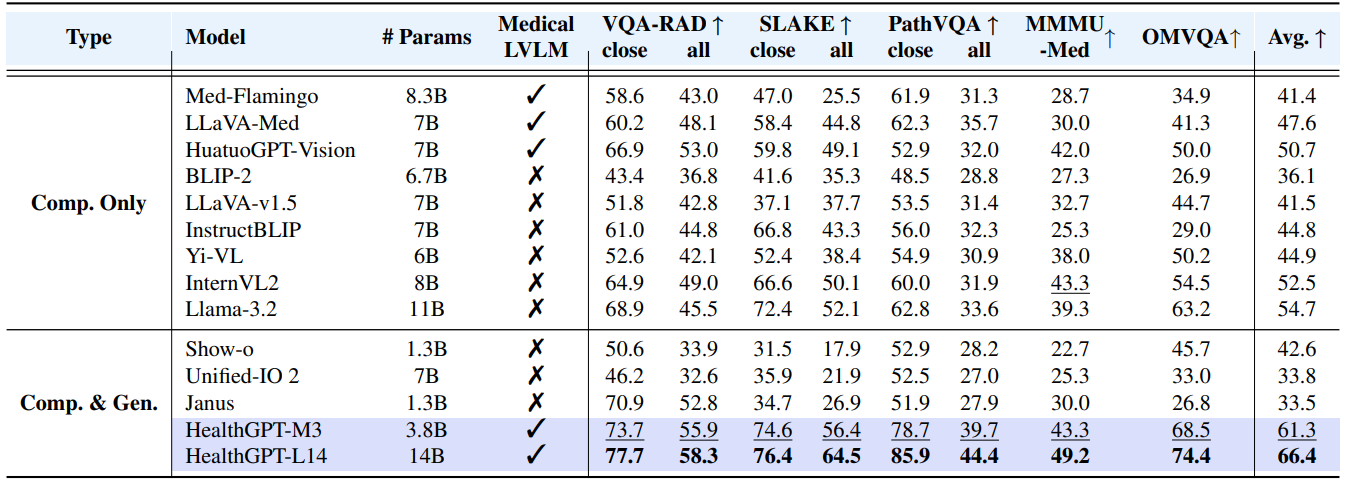 Type Model # Params Medical LVLM VQA-RAD ↑ SLAKE ↑ PathVQA ↑ MMMU -Med ↑ OMVQA↑ Avg. ↑
close all close all close all
Med-Flamingo 8.3B ✓ 58.6 43.0 47.0 25.5 61.9 31.3 28.7 34.9 41.4
LLaVA-Med 7B ✓ 60.2 48.1 58.4 44.8 62.3 35.7 30.0 41.3 47.6
HuatuoGPT-Vision 7B ✓ 66.9 53.0 59.8 49.1 52.9 32.0 42.0 50.0 50.7
BLIP-2 6.7B ✗ 43.4 36.8 41.6 35.3 48.5 28.8 27.3 26.9 36.1
Comp. Only LLaVA-v1.5 7B ✗ 51.8 42.8 37.1 37.7 53.5 31.4 32.7 44.7 41.5
InstructBLIP 7B ✗ 61.0 44.8 66.8 43.3 56.0 32.3 25.3 29.0 44.8
Yi-VL 6B ✗ 52.6 42.1 52.4 38.4 54.9 30.9 38.0 50.2 44.9
InternVL2 8B ✗ 64.9 49.0 66.6 50.1 60.0 31.9 43.3 54.5 52.5
Llama-3.2 11B ✗ 68.9 45.5 72.4 52.1 62.8 33.6 39.3 63.2 54.7
Show-o 1.3B ✗ 50.6 33.9 31.5 17.9 52.9 28.2 22.7 45.7 42.6
Unified-IO 2 7B ✗ 46.2 32.6 35.9 21.9 52.5 27.0 25.3 33.0 33.8
Comp. & Gen. Janus 1.3B ✗ 70.9 52.8 34.7 26.9 51.9 27.9 30.0 26.8 33.5
HealthGPT-M3 3.8B ✓ 73.7 55.9 74.6 56.4 78.7 39.7 43.3 68.5 61.3
HealthGPT-L14 14B ✓ 77.7 58.3 76.4 64.5 85.9 44.4 49.2 74.4 66.4